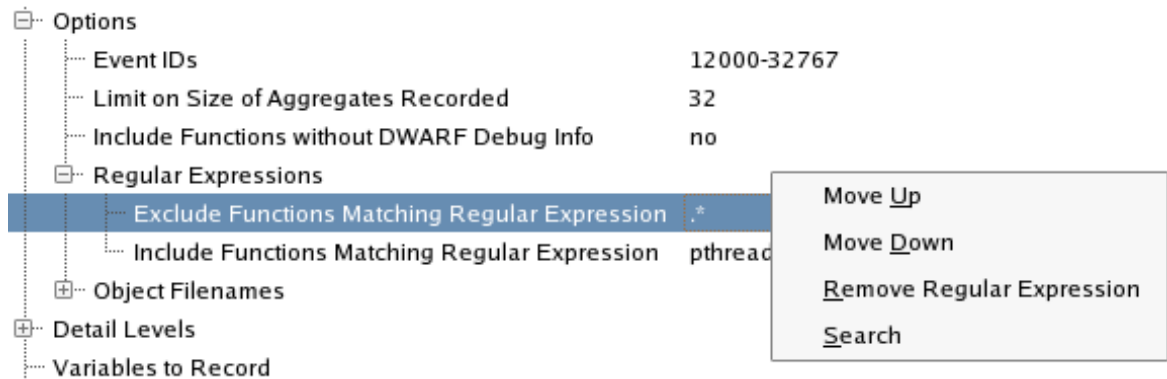 Options
Event IDs 12000-32767
Limit on Size of Aggregates Recorded 32
Include Functions without DWARF Debug Info no
Regular Expressions
Exclude Functions Matching Regular Expression .*
Include Functions Matching Regular Expression pthread
Object Filenames
Detail Levels
Variables to Record
Move Up
Move Down
Remove Regular Expression
Search